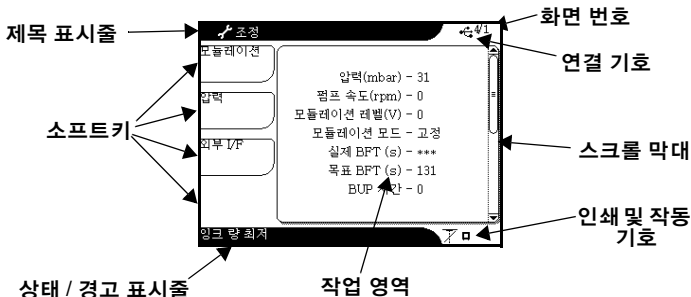 화면 번호
제목 표시줄
조정
4/1
연결 기호
모듈레이션
압력
외부 I/F
소프트키
압력(mbar) - 31
펌프 속도(rpm) - 0
모듈레이션 레벨(V) - 0
모듈레이션 모드 - 고정
실제 BFT (s) - ***
목표 BFT (s) - 131
BUP - 0
스크롤 막대
잉크 량 최저
인쇄 및 작동
기호
상태 / 경고 표시줄
작업 영역